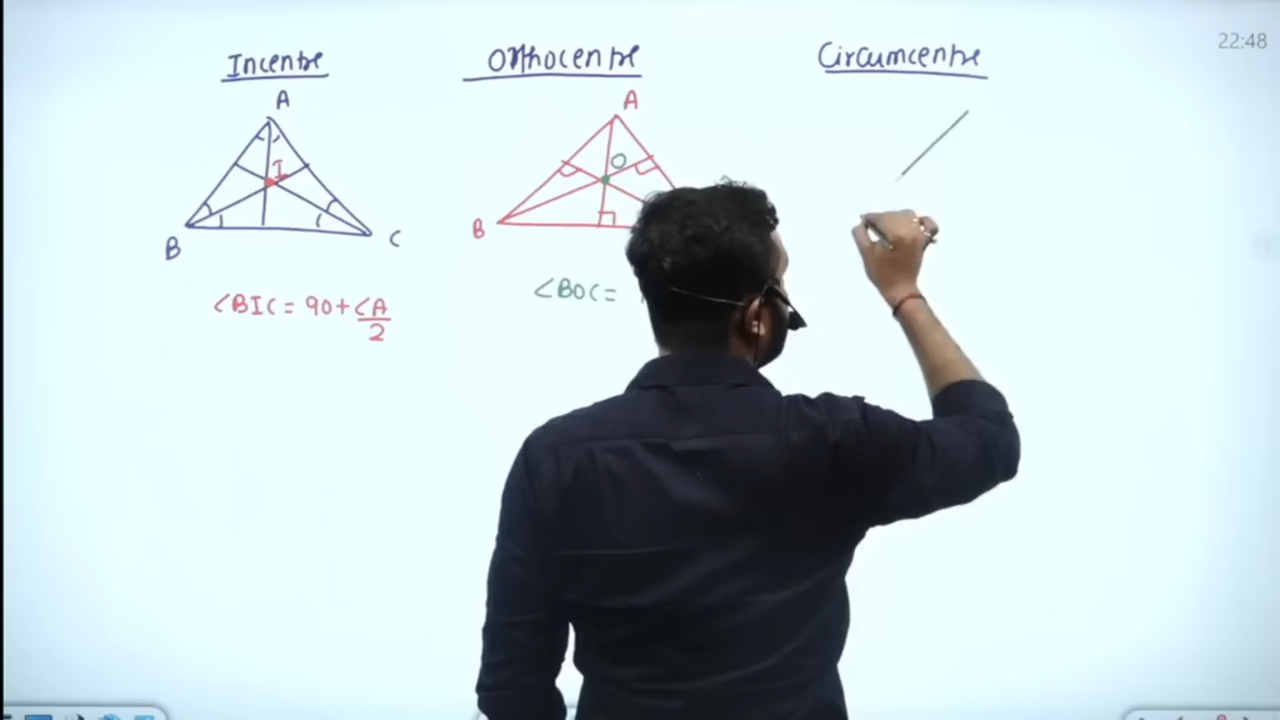 22:48
Incentre
Orthocentre
Circumcentre
A
A
I
O
B
C
B
∠BIC = 90 + ∠A/2
∠BOC =